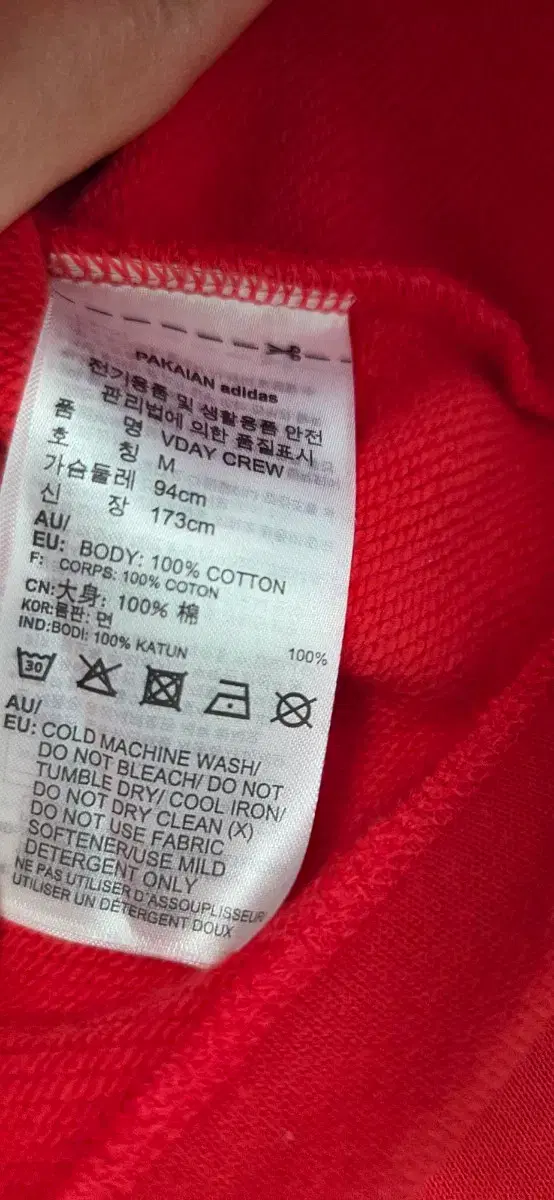 PAKAIAN adidas
전기용품 및 생활용품 안전
관리법에 의한 품질표시
품 명 VDAY CREW
호 칭 M
가슴둘레 94cm
신 장 173cm
AU/
EU: BODY: 100% COTTON
F: CORPS: 100% COTON
CN:大身: 100% 棉
KOR:몸판: 면 100%
IND:BODI: 100% KATUN
30
AU/
EU: COLD MACHINE WASH/
DO NOT BLEACH/ DO NOT
TUMBLE DRY/ COOL IRON/
DO NOT DRY CLEAN (X)
DO NOT USE FABRIC
SOFTENER/USE MILD
DETERGENT ONLY
NE PAS UTILISER D'ASSOUPLISSEUR/
UTILISER UN DÉTERGENT DOUX